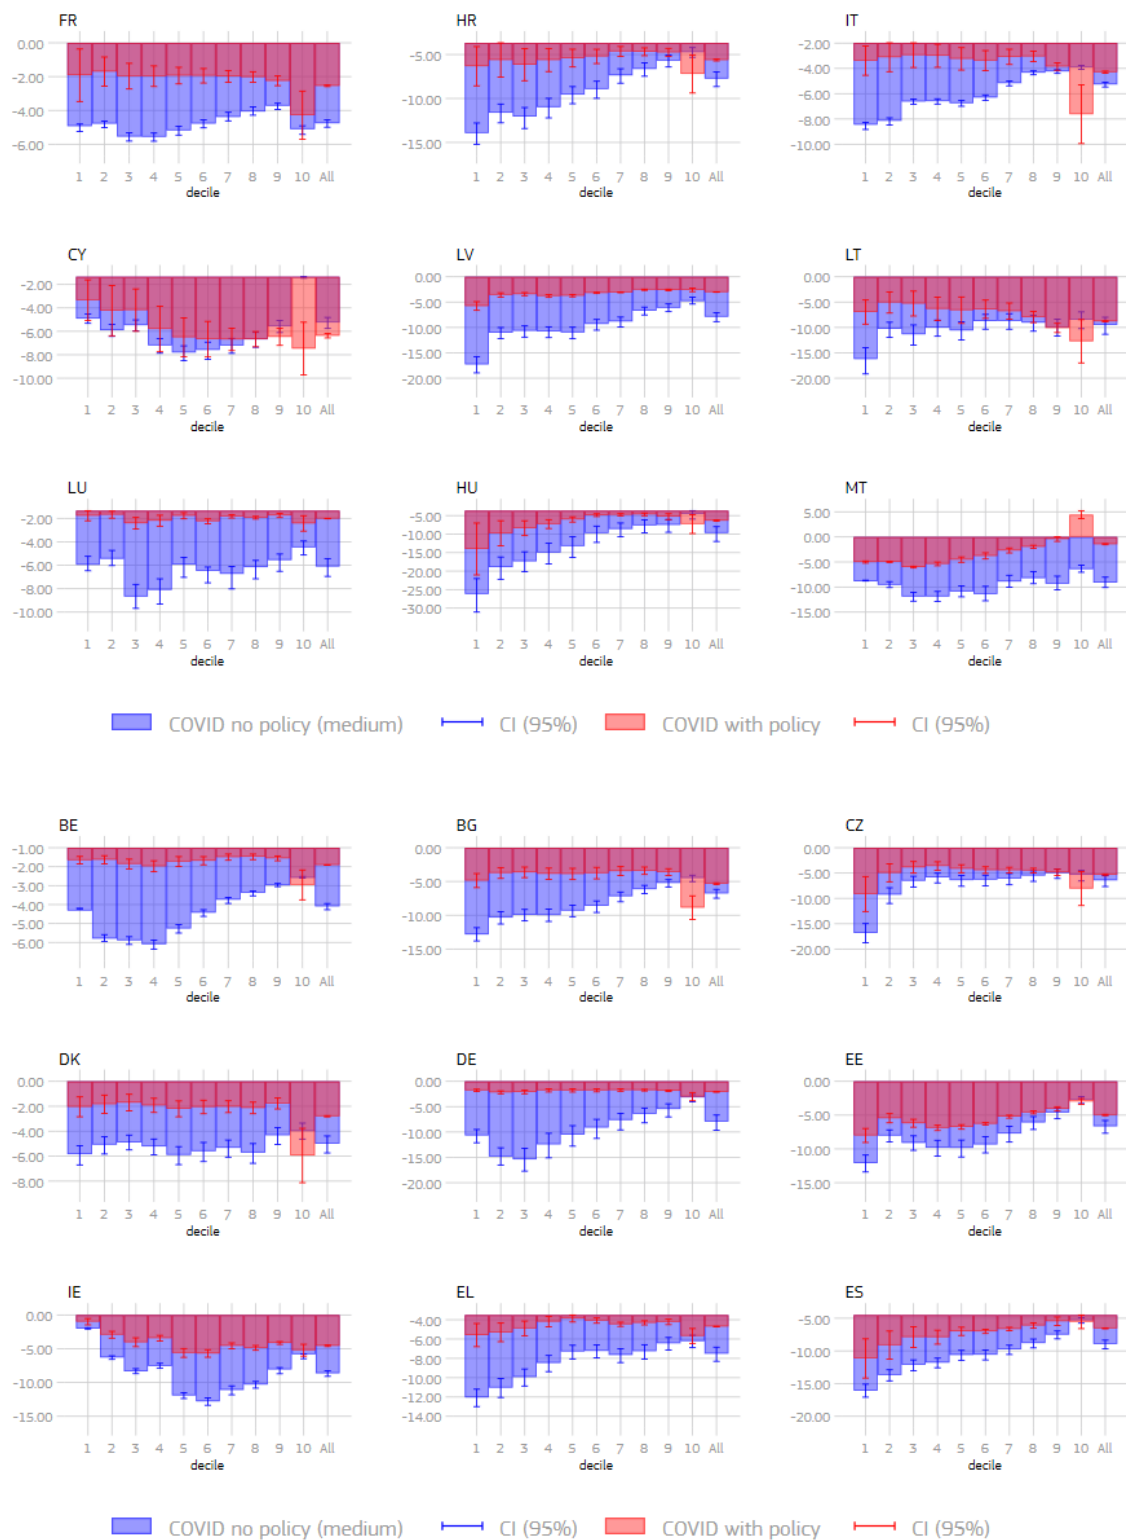 FR HR IT
0.00 -2.00 -4.00 -6.00
-5.00 -10.00 -15.00
-2.00 -4.00 -6.00 -8.00 -10.00
1 2 3 4 5 6 7 8 9 10 All 1 2 3 4 5 6 7 8 9 10 All 1 2 3 4 5 6 7 8 9 10 All
decile decile decile
CY LV LT
-2.00 -4.00 -6.00 -8.00 -10.00
0.00 -5.00 -10.00 -15.00 -20.00
0.00 -5.00 -10.00 -15.00 -20.00
1 2 3 4 5 6 7 8 9 10 All 1 2 3 4 5 6 7 8 9 10 All 1 2 3 4 5 6 7 8 9 10 All
decile decile decile
LU HU MT
-2.00 -4.00 -6.00 -8.00 -10.00
-5.00 -10.00 -15.00 -20.00 -25.00 -30.00
5.00 0.00 -5.00 -10.00 -15.00
1 2 3 4 5 6 7 8 9 10 All 1 2 3 4 5 6 7 8 9 10 All 1 2 3 4 5 6 7 8 9 10 All
decile decile decile
COVID no policy (medium) CI (95%) COVID with policy CI (95%)
BE BG CZ
-1.00 -2.00 -3.00 -4.00 -5.00 -6.00
0.00 -5.00 -10.00 -15.00
0.00 -5.00 -10.00 -15.00 -20.00
1 2 3 4 5 6 7 8 9 10 All 1 2 3 4 5 6 7 8 9 10 All 1 2 3 4 5 6 7 8 9 10 All
decile decile decile
DK DE EE
0.00 -2.00 -4.00 -6.00 -8.00
0.00 -5.00 -10.00 -15.00 -20.00
0.00 -5.00 -10.00 -15.00
1 2 3 4 5 6 7 8 9 10 All 1 2 3 4 5 6 7 8 9 10 All 1 2 3 4 5 6 7 8 9 10 All
decile decile decile
IE EL ES
0.00 -5.00 -10.00 -15.00
-4.00 -6.00 -8.00 -10.00 -12.00 -14.00
-5.00 -10.00 -15.00 -20.00
1 2 3 4 5 6 7 8 9 10 All 1 2 3 4 5 6 7 8 9 10 All 1 2 3 4 5 6 7 8 9 10 All
decile decile decile
COVID no policy (medium) CI (95%) COVID with policy CI (95%)